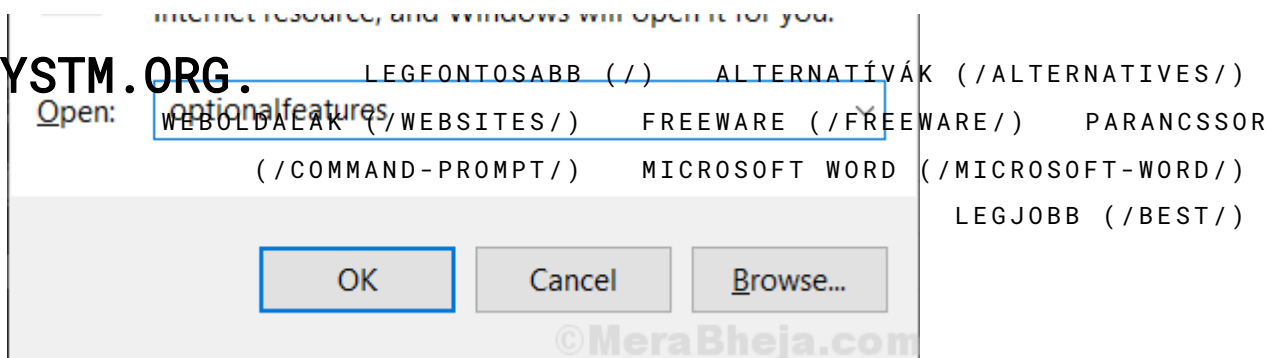 Internet resource, and Windows will open it for you.
YSTM.ORG.
LEGFONTOSABB (/) ALTERNATÍVÁK (/ALTERNATIVES/)
Open: optionalfeatures
WEBOLDALAK (/WEBSITES/) FREEWARE (/FREEWARE/) PARANCSSOR
(/COMMAND-PROMPT/) MICROSOFT WORD (/MICROSOFT-WORD/)
LEGJOBB (/BEST/)
OK Cancel Browse...
©MeraBheja.com